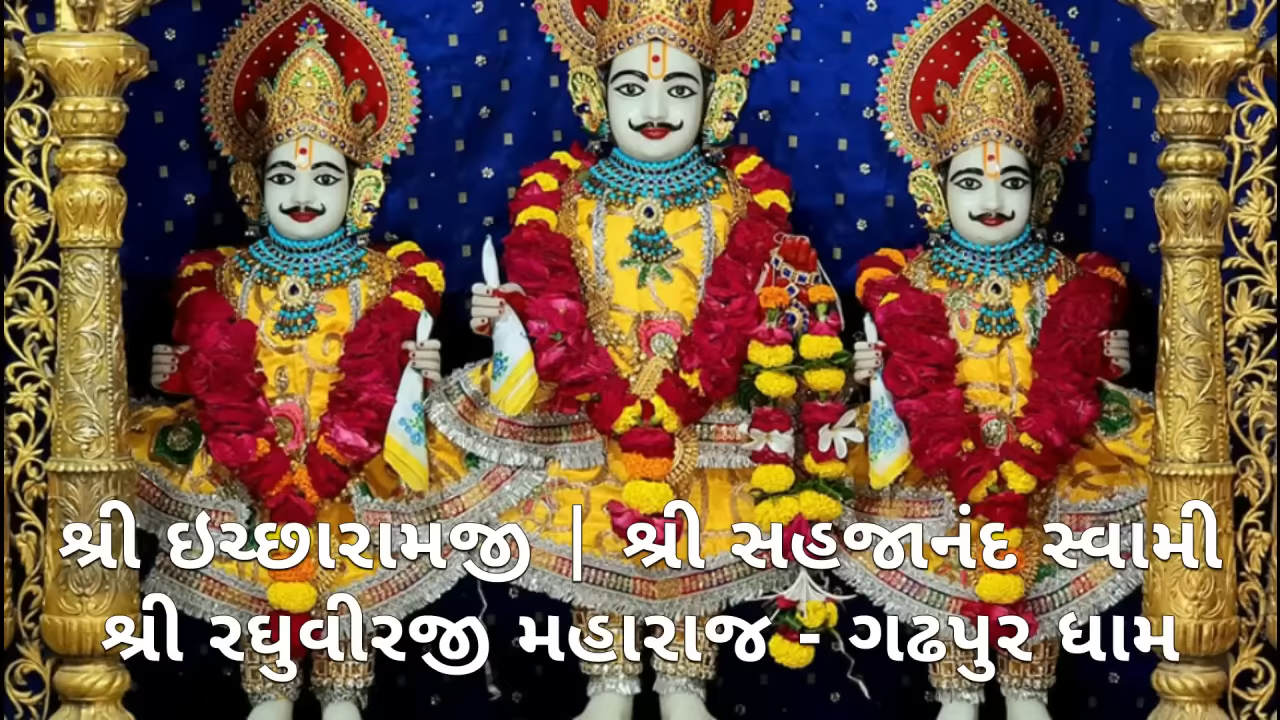 શ્રી ઇચ્છારામજી | શ્રી સહજાનંદ સ્વામી
શ્રી રઘુવીરજી મહારાજ - ગઢપુર ધામ